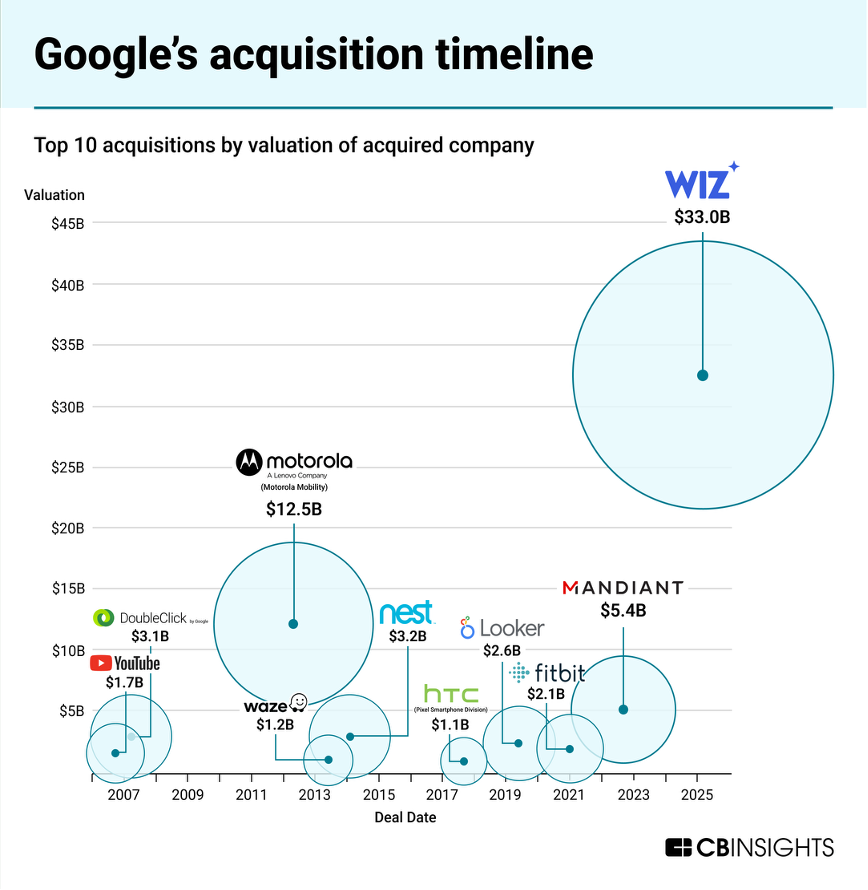 Google's acquisition timeline
Top 10 acquisitions by valuation of acquired company
Valuation
WIZ
$33.0B
$45B
$40B
$35B
$30B
$25B
$20B
$15B
$10B
$5B
motorola
A Lenovo Company
(Motorola Mobility)
$12.5B
DoubleClick by Google
$3.1B
YouTube
$1.7B
waze
$1.2B
nest
$3.2B
hTC
(Pixel Smartphone Division)
$1.1B
Looker
$2.6B
fitbit
$2.1B
MANDIANT
$5.4B
2007 2009 2011 2013 2015 2017 2019 2021 2023 2025
Deal Date
CBINSIGHTS